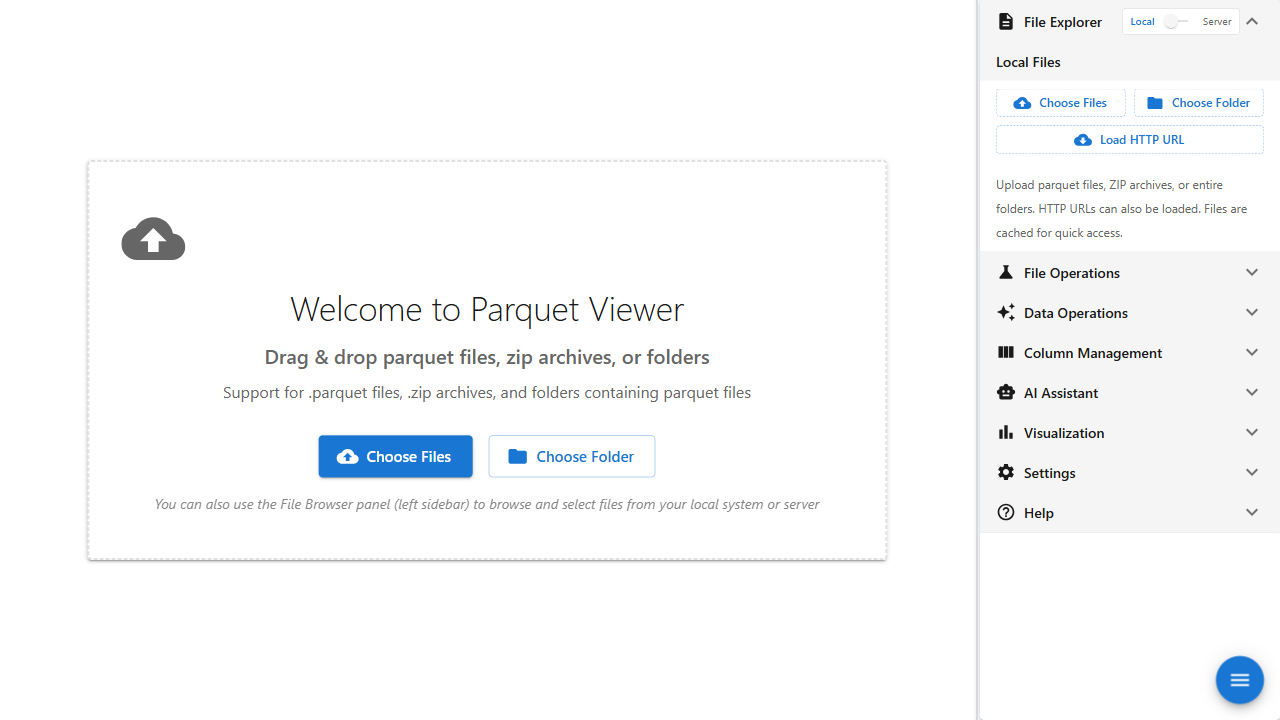 Welcome to Parquet Viewer
Drag & drop parquet files, zip archives, or folders
Support for .parquet files, .zip archives, and folders containing parquet files
Choose Files
Choose Folder
You can also use the File Browser panel (left sidebar) to browse and select files from your local system or server
File Explorer
Local
Server
Local Files
Choose Files
Choose Folder
Load HTTP URL
Upload parquet files, ZIP archives, or entire
folders. HTTP URLs can also be loaded. Files are
cached for quick access.
File Operations
Data Operations
Column Management
AI Assistant
Visualization
Settings
Help